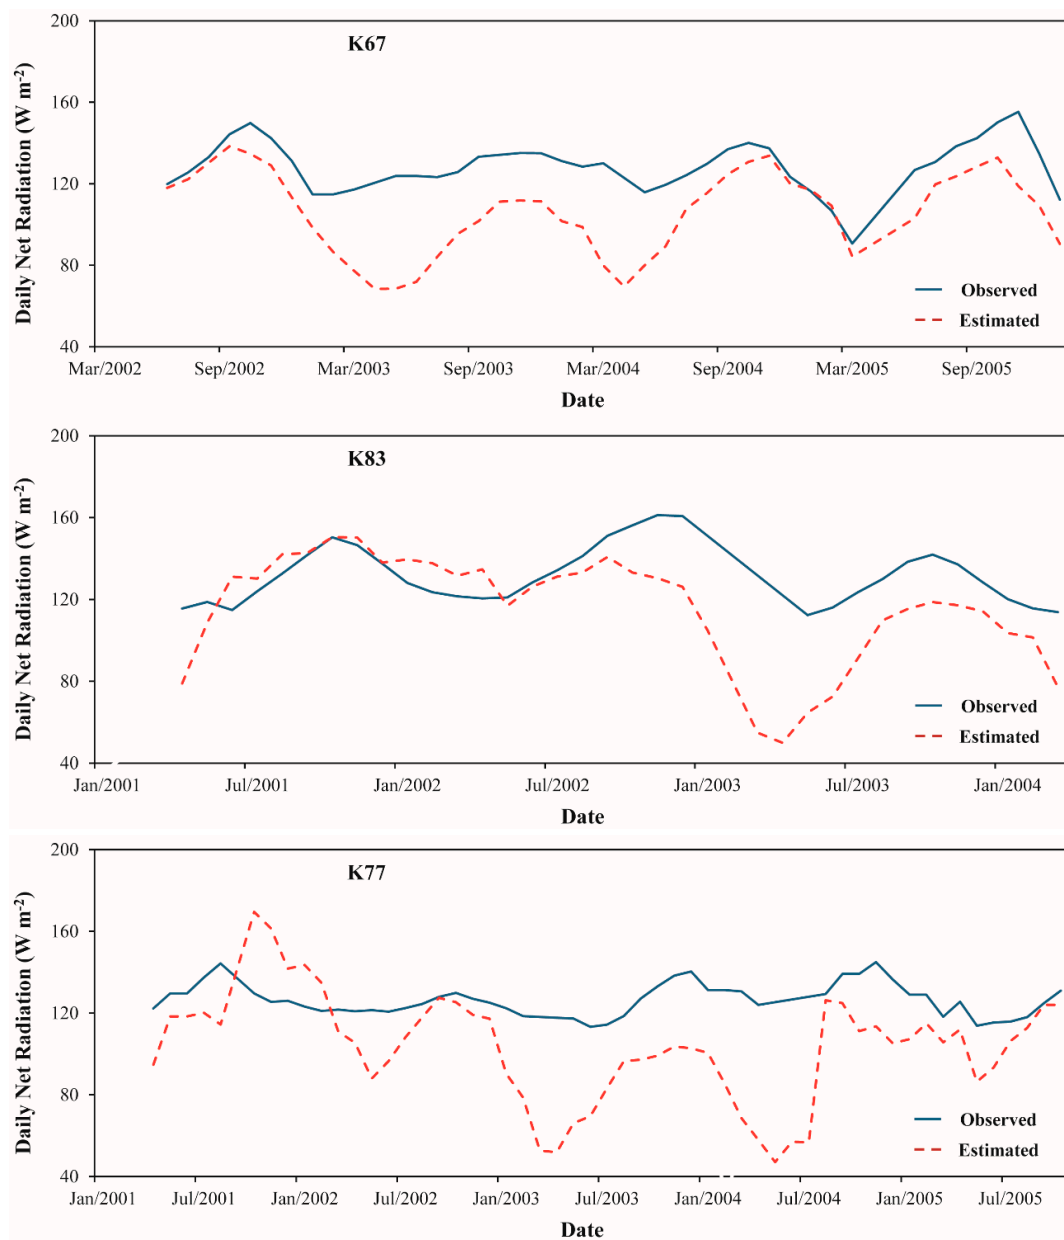 K67
Daily Net Radiation (W m⁻²)
200
160
120
80
40
Mar/2002 Sep/2002 Mar/2003 Sep/2003 Mar/2004 Sep/2004 Mar/2005 Sep/2005
Date
Observed
Estimated
K83
Daily Net Radiation (W m⁻²)
200
160
120
80
40
Jan/2001 Jul/2001 Jan/2002 Jul/2002 Jan/2003 Jul/2003 Jan/2004
Date
Observed
Estimated
K77
Daily Net Radiation (W m⁻²)
200
160
120
80
40
Jan/2001 Jul/2001 Jan/2002 Jul/2002 Jan/2003 Jul/2003 Jan/2004 Jul/2004 Jan/2005 Jul/2005
Date
Observed
Estimated